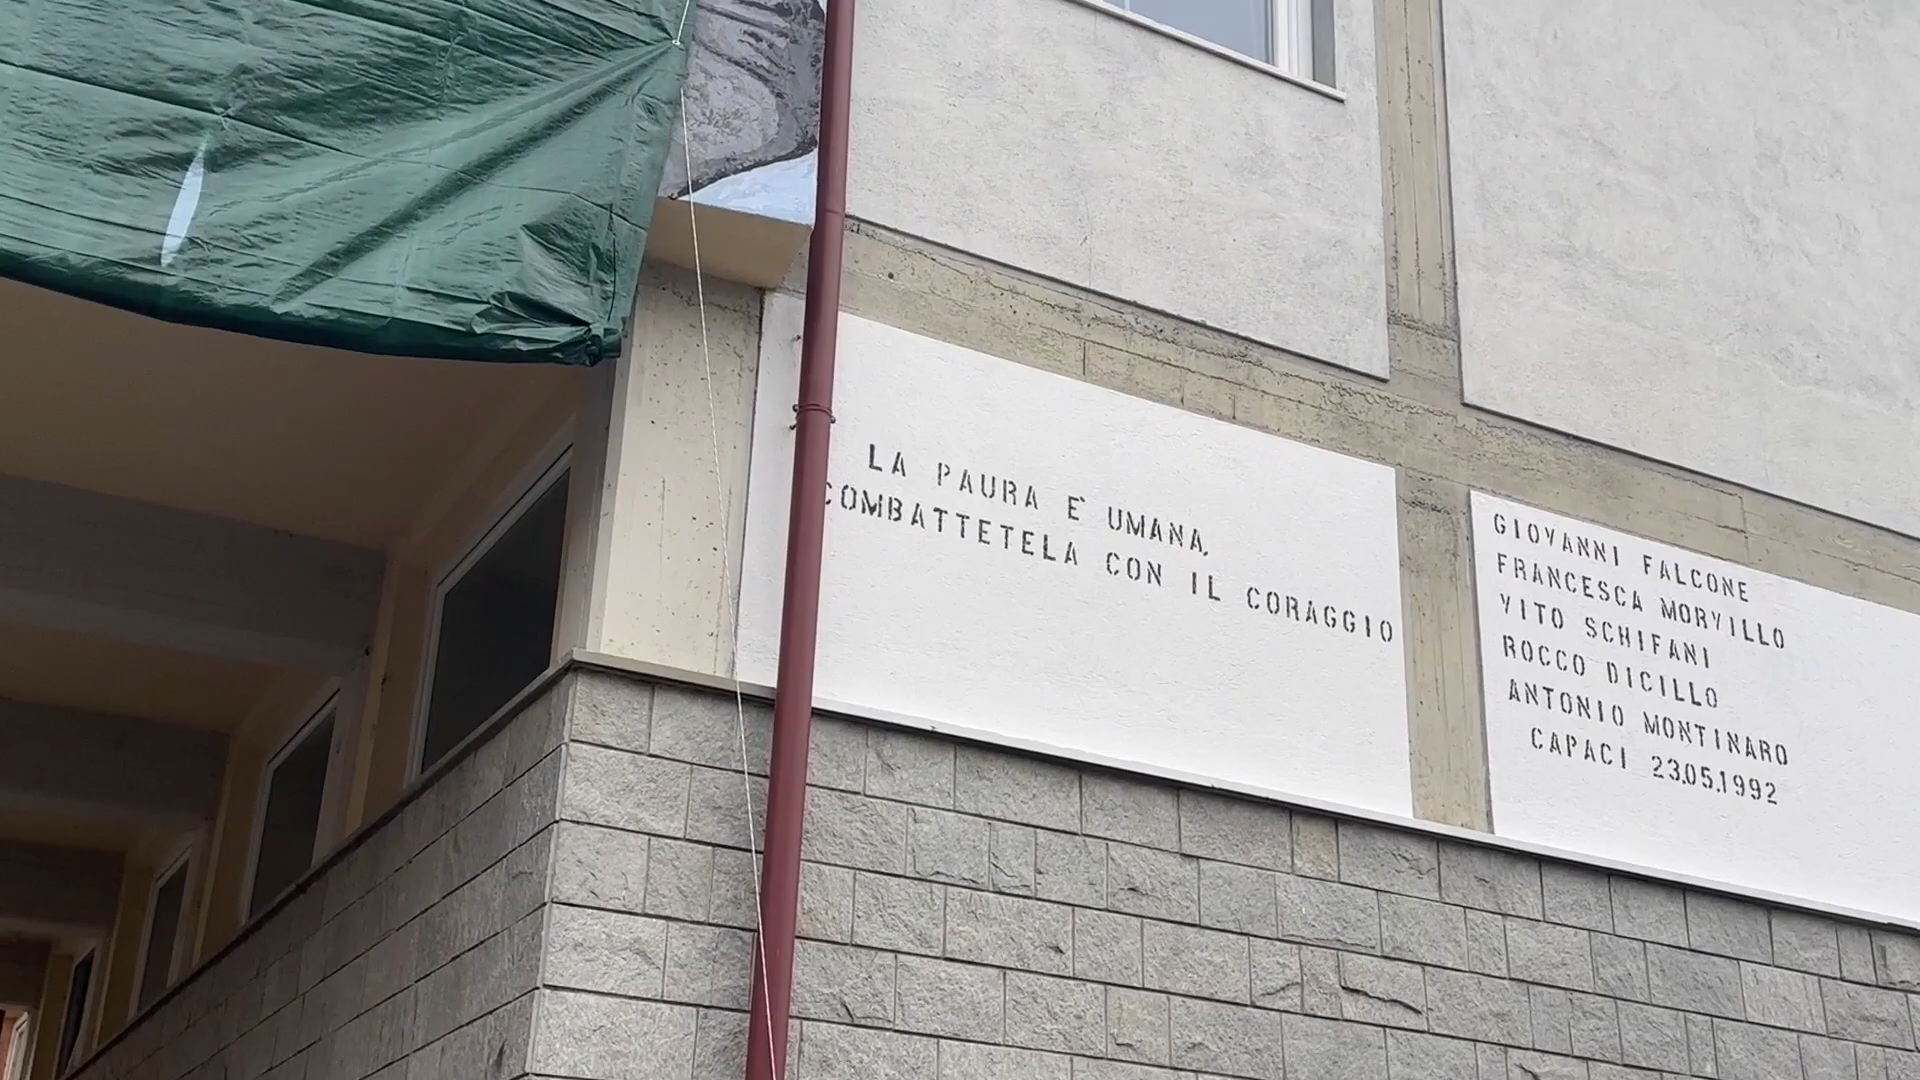 LA PAURA E' UMANA,
COMBATTETELA CON IL CORAGGIO
GIOVANNI FALCONE
FRANCESCA MORVILLO
VITO SCHIFANI
ROCCO DICILLO
ANTONIO MONTINARO
CAPACI 23.05.1992